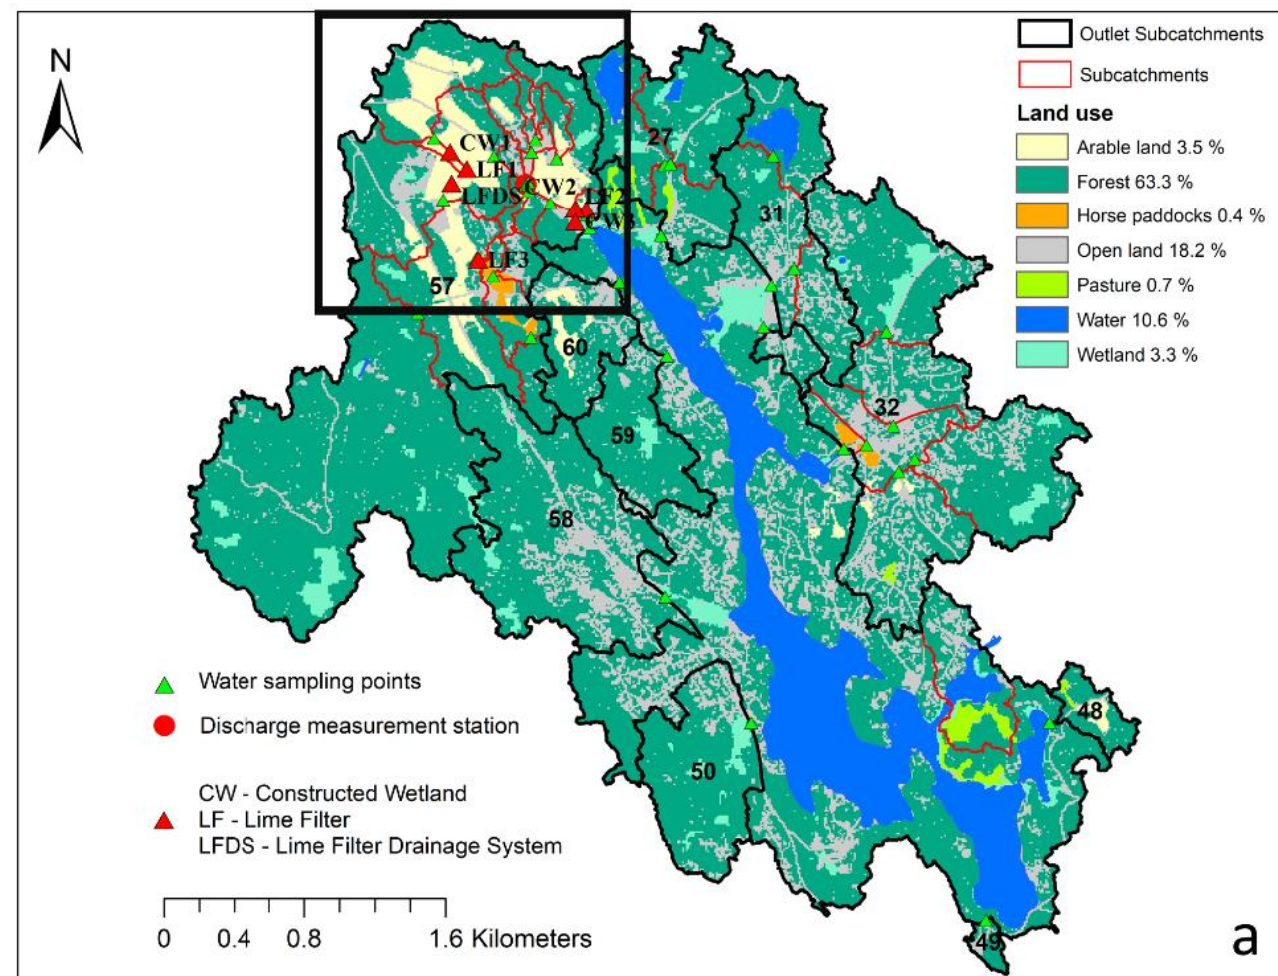 N
Outlet Subcatchments
Subcatchments
Land use
Arable land 3.5 %
Forest 63.3 %
Horse paddocks 0.4 %
Open land 18.2 %
Pasture 0.7 %
Water 10.6 %
Wetland 3.3 %
CW1
LF1
LFDS
CW2
LF2
CW3
LF3
27
31
57
60
59
32
58
48
50
49
Water sampling points
Discharge measurement station
CW - Constructed Wetland
LF - Lime Filter
LFDS - Lime Filter Drainage System
0 0.4 0.8 1.6 Kilometers
a